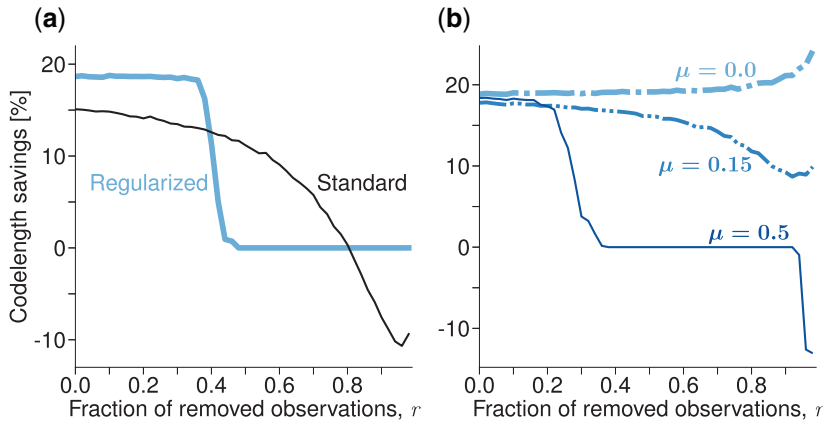 (a)
Codelength savings [%]
20
10
0
-10
Regularized
Standard
0.0 0.2 0.4 0.6 0.8
Fraction of removed observations, r
(b)
20
10
0
-10
μ = 0.0
μ = 0.15
μ = 0.5
0.0 0.2 0.4 0.6 0.8
Fraction of removed observations, r